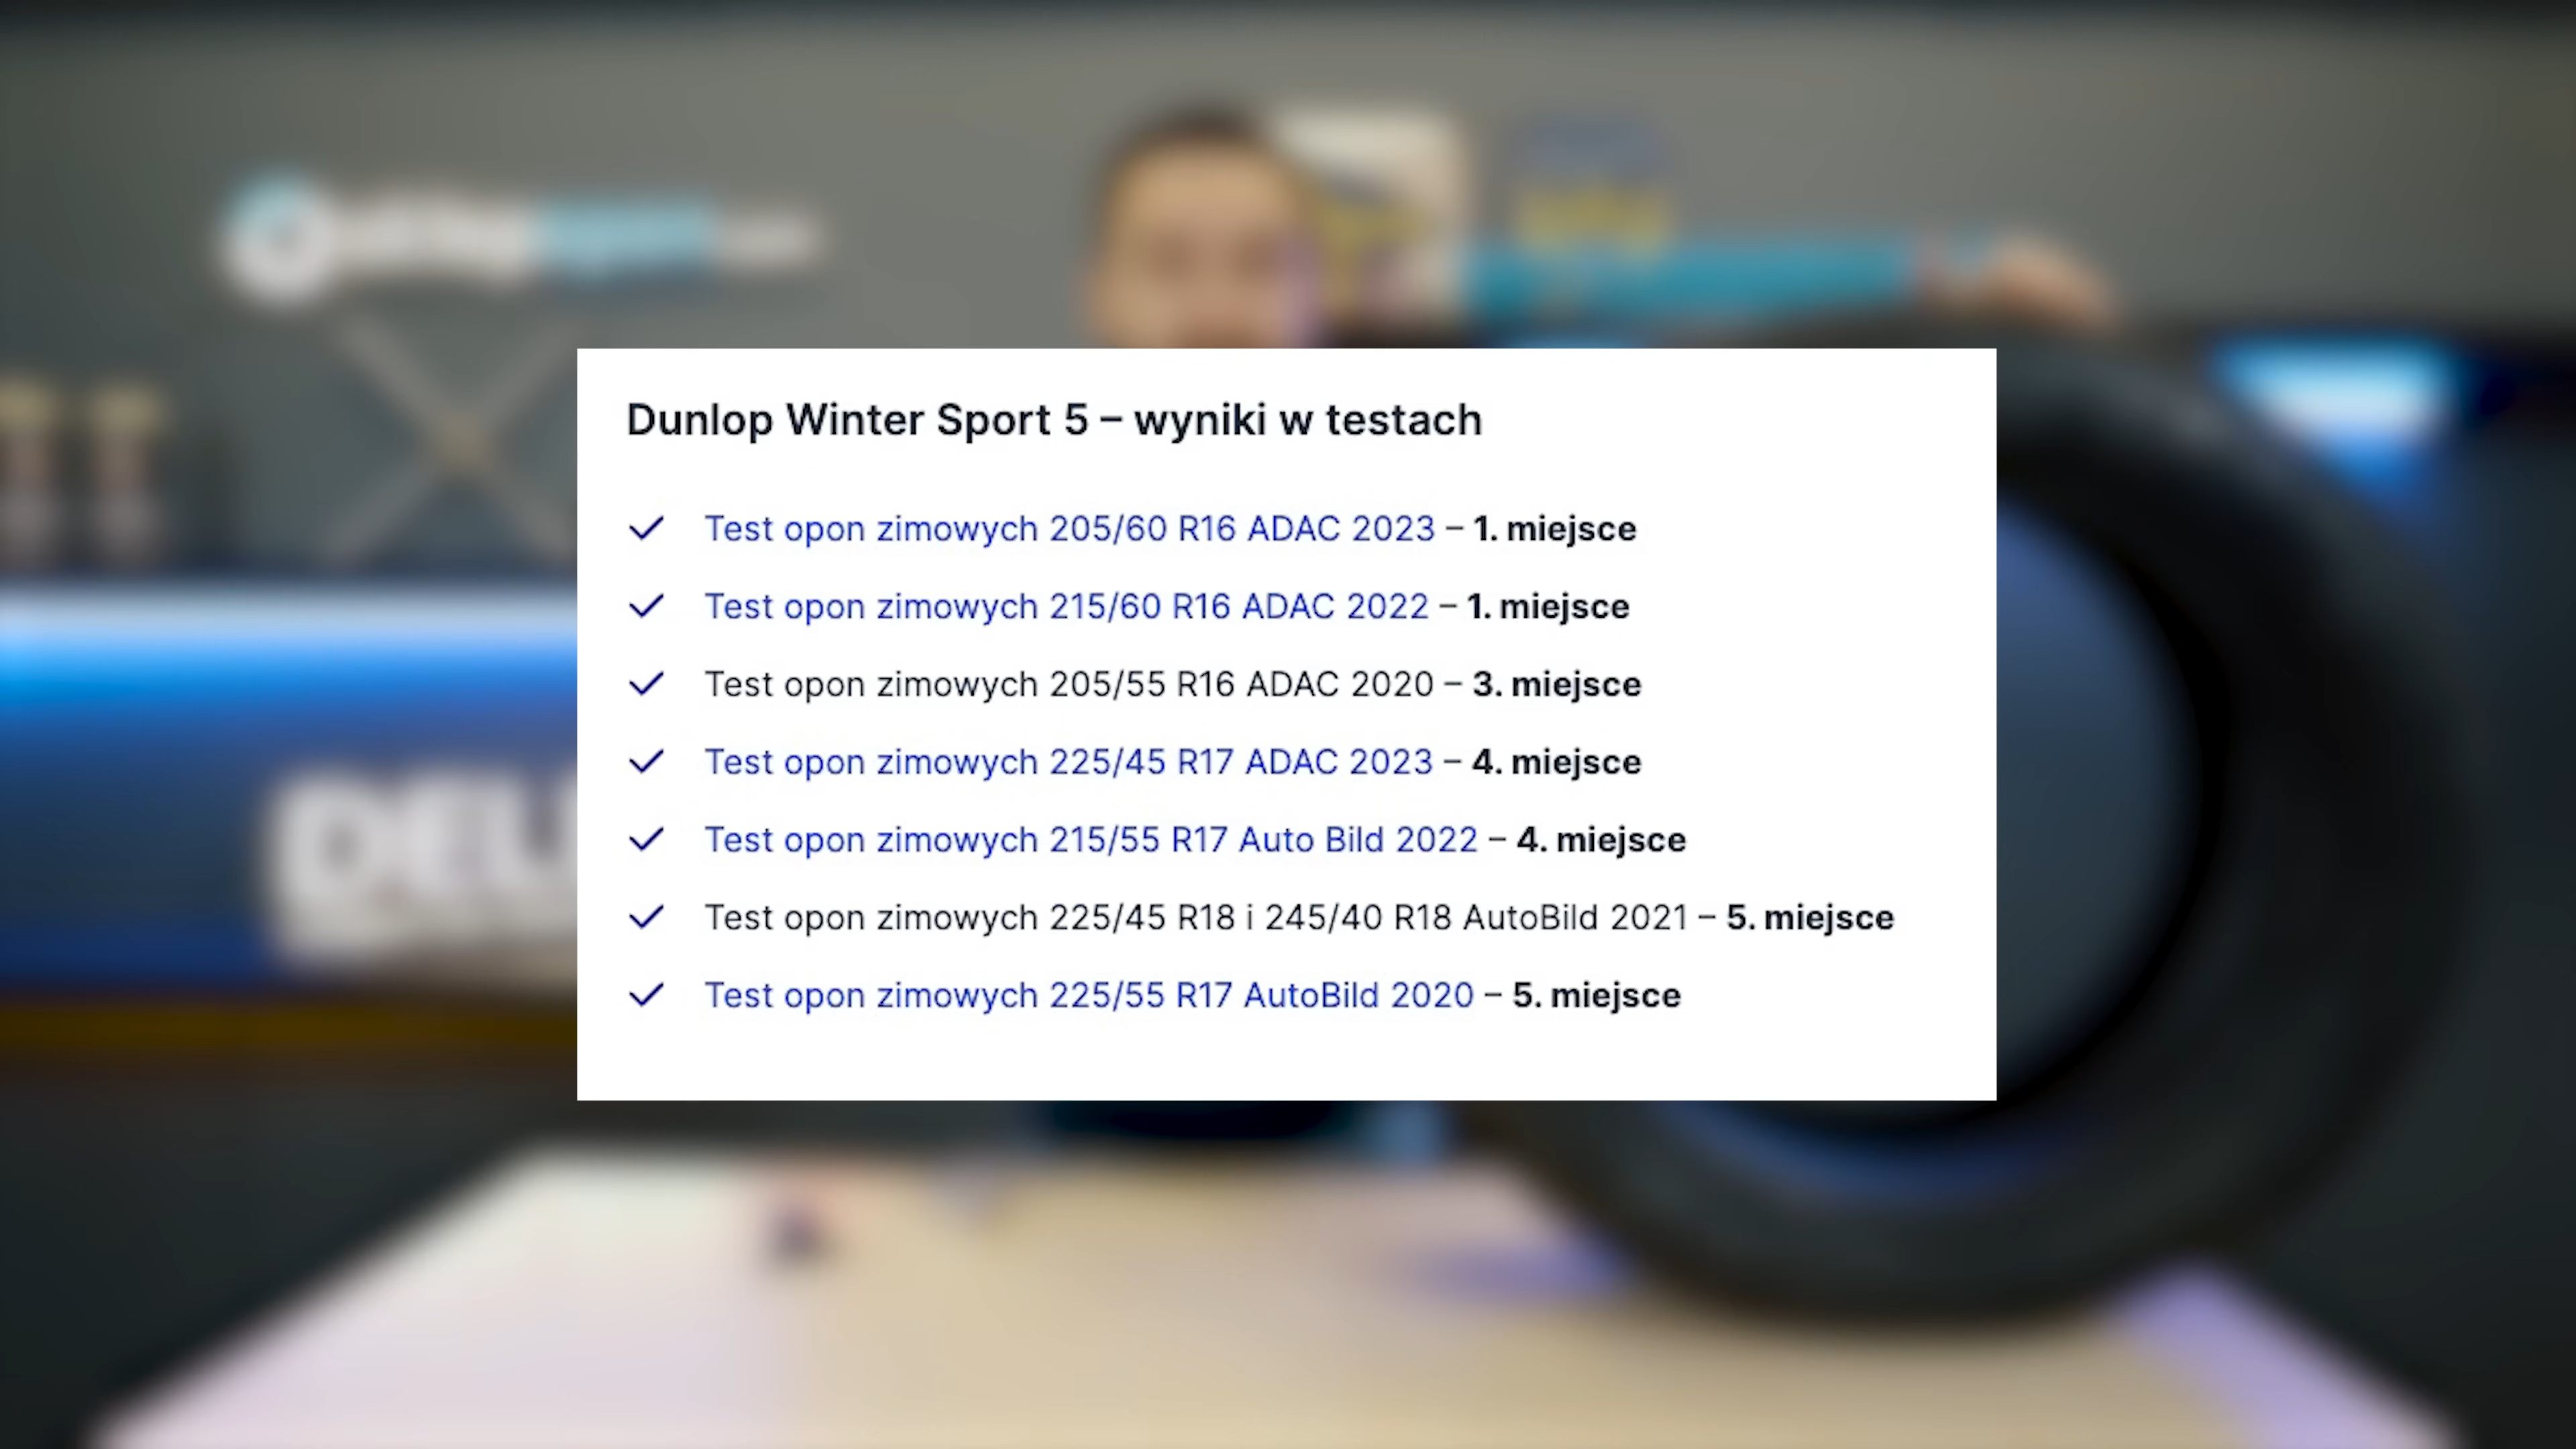 Dunlop Winter Sport 5 – wyniki w testach
Test opon zimowych 205/60 R16 ADAC 2023 – 1. miejsce
Test opon zimowych 215/60 R16 ADAC 2022 – 1. miejsce
Test opon zimowych 205/55 R16 ADAC 2020 – 3. miejsce
Test opon zimowych 225/45 R17 ADAC 2023 – 4. miejsce
Test opon zimowych 215/55 R17 Auto Bild 2022 – 4. miejsce
Test opon zimowych 225/45 R18 i 245/40 R18 AutoBild 2021 – 5. miejsce
Test opon zimowych 225/55 R17 AutoBild 2020 – 5. miejsce